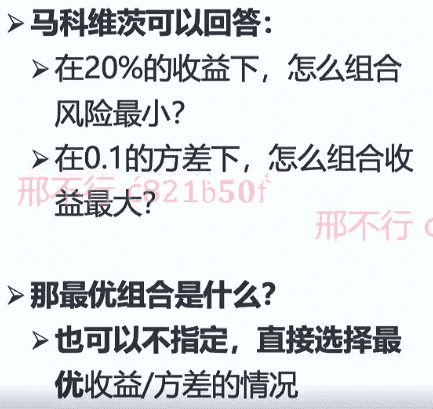 ➢马科维茨可以回答：
➢在20%的收益下，怎么组合
风险最小？
➢在0.1的方差下，怎么组合收
益最大？
邢不行 c821b50f
邢不行 c
➢那最优组合是什么？
➢也可以不指定，直接选择最
优收益/方差的情况